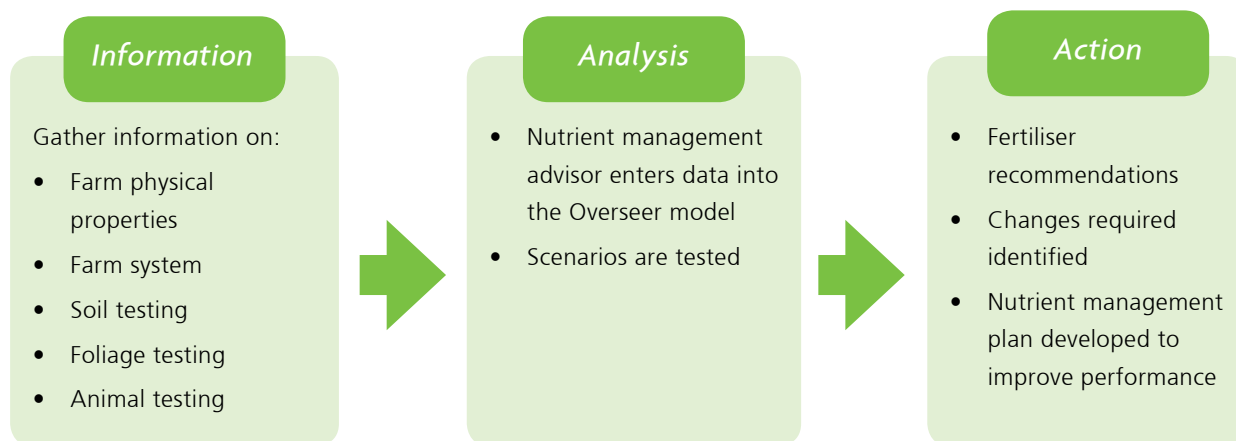 Information
Gather information on:
• Farm physical
properties
• Farm system
• Soil testing
• Foliage testing
• Animal testing
Analysis
• Nutrient management
advisor enters data into
the Overseer model
• Scenarios are tested
Action
• Fertiliser
recommendations
• Changes required
identified
• Nutrient management
plan developed to
improve performance